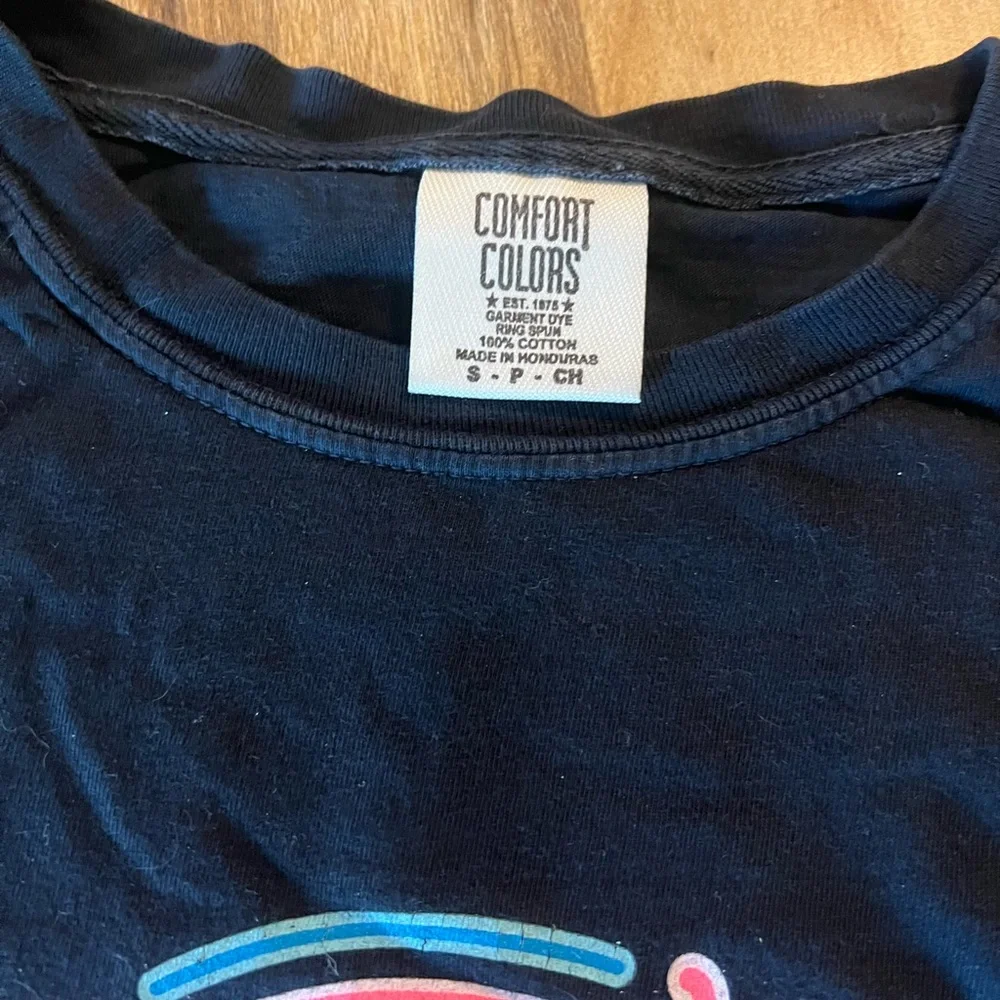 COMFORT
COLORS
★ EST. 1975 ★
GARMENT DYE
RING SPUN
100% COTTON
MADE IN HONDURAS
S - P - CH